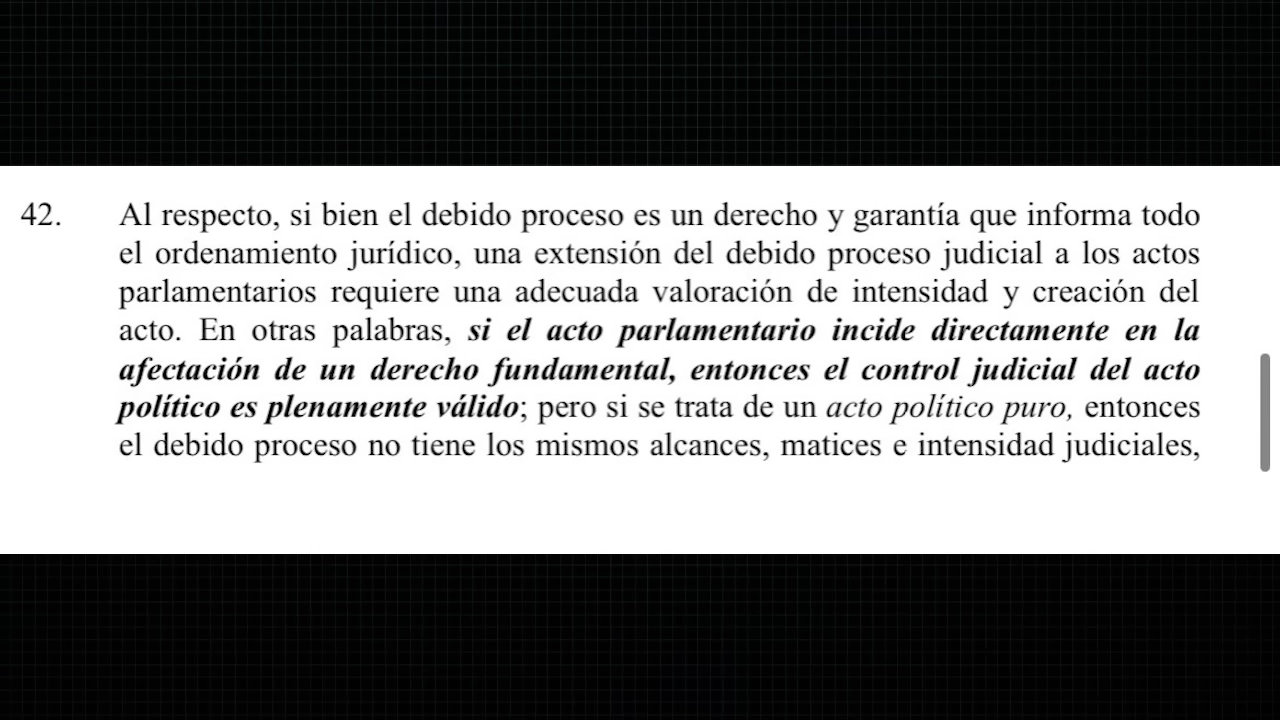 42. Al respecto, si bien el debido proceso es un derecho y garantía que informa todo
el ordenamiento jurídico, una extensión del debido proceso judicial a los actos
parlamentarios requiere una adecuada valoración de intensidad y creación del
acto. En otras palabras, si el acto parlamentario incide directamente en la
afectación de un derecho fundamental, entonces el control judicial del acto
político es plenamente válido; pero si se trata de un acto político puro, entonces
el debido proceso no tiene los mismos alcances, matices e intensidad judiciales,